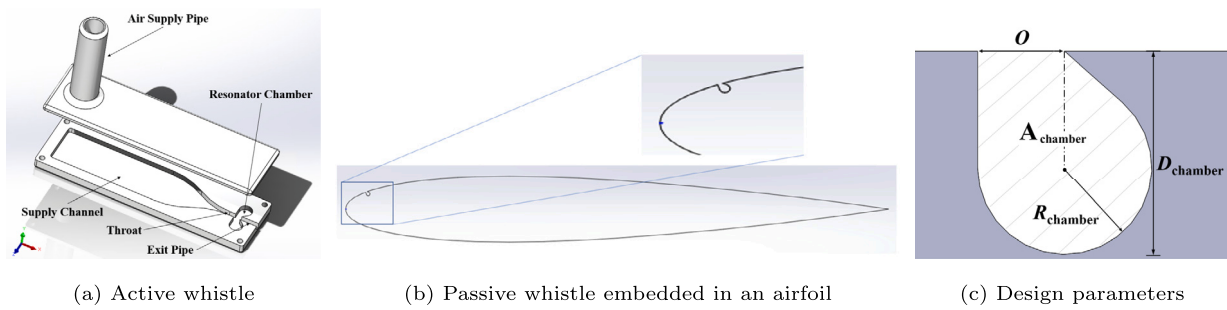 Air Supply Pipe
Resonator Chamber
Supply Channel
Throat
Exit Pipe
(a) Active whistle
(b) Passive whistle embedded in an airfoil
O
A chamber
D chamber
R chamber
(c) Design parameters